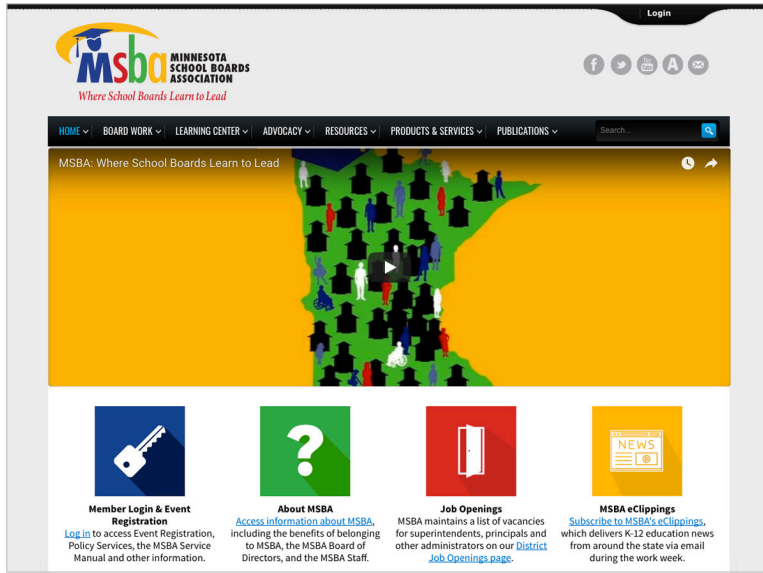 Login
Msba
MINNESOTA
SCHOOL BOARDS
ASSOCIATION
Where School Boards Learn to Lead
f You Tube A
HOME BOARD WORK LEARNING CENTER ADVOCACY RESOURCES PRODUCTS & SERVICES PUBLICATIONS Search...
MSBA: Where School Boards Learn to Lead
?
NEWS
Member Login & Event
Registration
Log in to access Event Registration,
Policy Services, the MSBA Service
Manual and other information.
About MSBA
Access information about MSBA,
including the benefits of belonging
to MSBA, the MSBA Board of
Directors, and the MSBA Staff.
Job Openings
MSBA maintains a list of vacancies
for superintendents, principals and
other administrators on our District
Job Openings page.
MSBA eClippings
Subscribe to MSBA's eClippings,
which delivers K-12 education news
from around the state via email
during the work week.